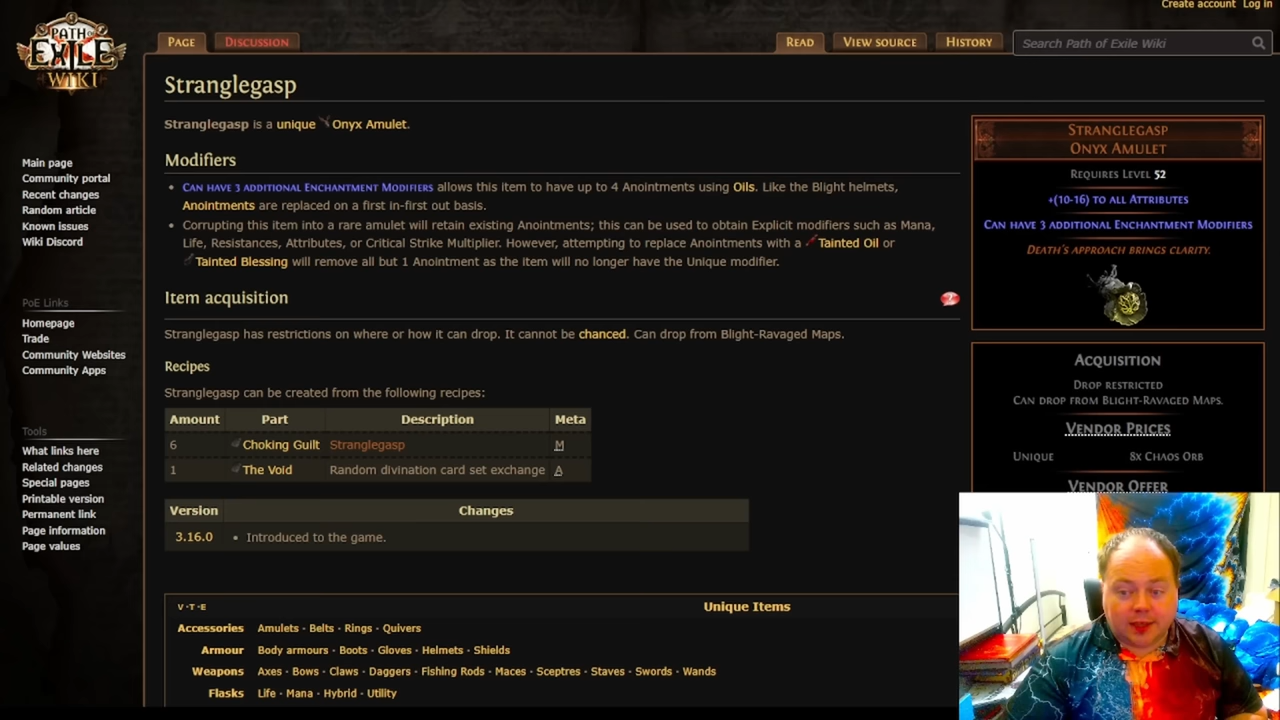 Create account Log in
PATH OF
EXILE
WIKI
PAGE
DISCUSSION
READ
VIEW SOURCE
HISTORY
Search Path of Exile Wiki
Stranglegasp
Stranglegasp is a unique Onyx Amulet.
Modifiers
• CAN HAVE 3 ADDITIONAL ENCHANTMENT MODIFIERS allows this item to have up to 4 Anointments using Oils. Like the Blight helmets,
Anointments are replaced on a first in-first out basis.
• Corrupting this item into a rare amulet will retain existing Anointments; this can be used to obtain Explicit modifiers such as Mana,
Life, Resistances, Attributes, or Critical Strike Multiplier. However, attempting to replace Anointments with a Tainted Oil or
Tainted Blessing will remove all but 1 Anointment as the item will no longer have the Unique modifier.
Item acquisition
Stranglegasp has restrictions on where or how it can drop. It cannot be chanced. Can drop from Blight-Ravaged Maps.
Recipes
Stranglegasp can be created from the following recipes:
Amount Part Description Meta
6 Choking Guilt Stranglegasp M
1 The Void Random divination card set exchange A
Version Changes
3.16.0 • Introduced to the game.
V · T · E Unique Items
Accessories Amulets · Belts · Rings · Quivers
Armour Body armours · Boots · Gloves · Helmets · Shields
Weapons Axes · Bows · Claws · Daggers · Fishing Rods · Maces · Sceptres · Staves · Swords · Wands
Flasks Life · Mana · Hybrid · Utility
Main page
Community portal
Recent changes
Random article
Known issues
Wiki Discord
PoE Links
Homepage
Trade
Community Websites
Community Apps
Tools
What links here
Related changes
Special pages
Printable version
Permanent link
Page information
Page values
STRANGLEGASP
ONYX AMULET
REQUIRES LEVEL 52
+(10-16) TO ALL ATTRIBUTES
CAN HAVE 3 ADDITIONAL ENCHANTMENT MODIFIERS
DEATH'S APPROACH BRINGS CLARITY.
ACQUISITION
DROP RESTRICTED
CAN DROP FROM BLIGHT-RAVAGED MAPS.
VENDOR PRICES
UNIQUE 8X CHAOS ORB
VENDOR OFFER